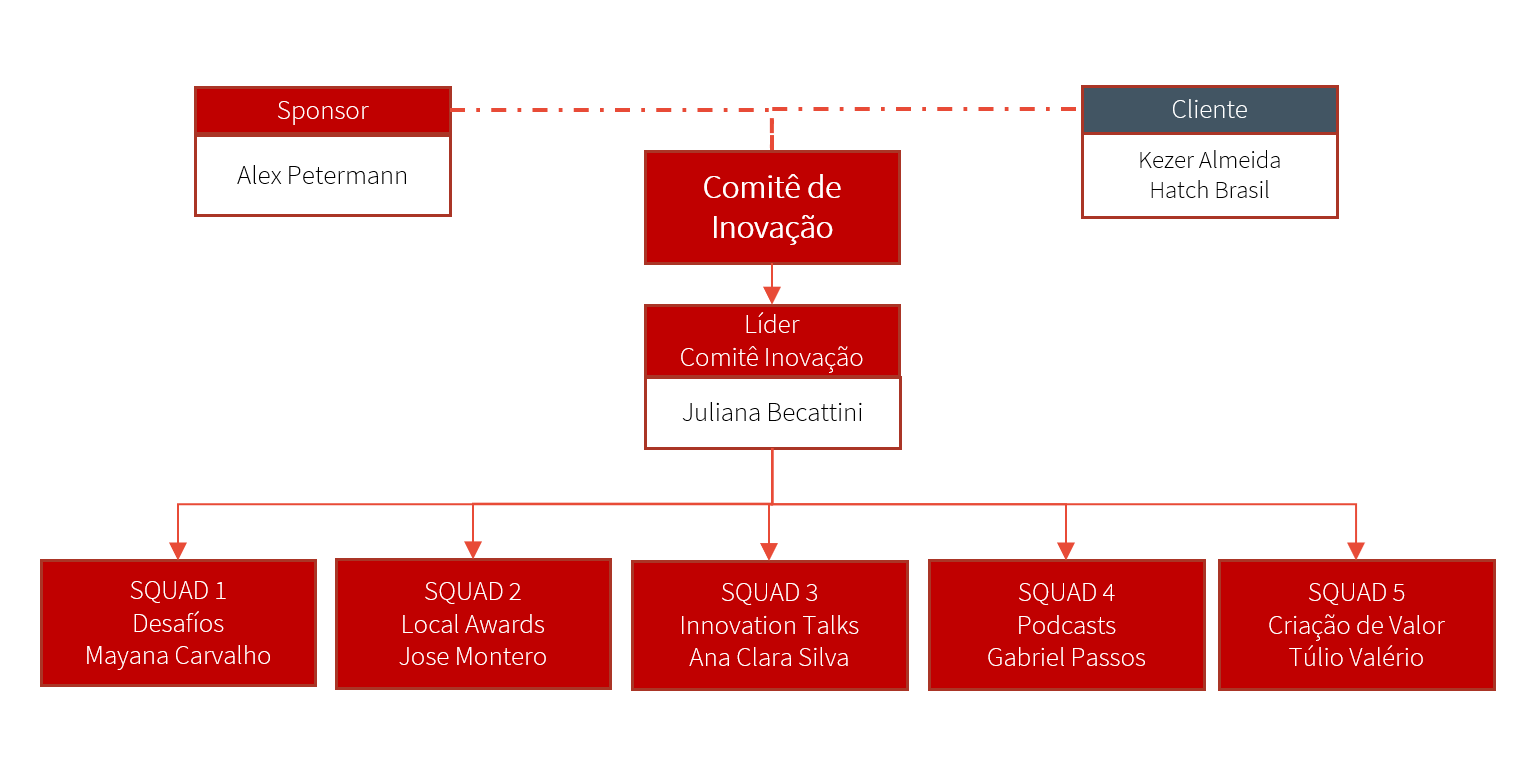 Sponsor
Alex Petermann
Cliente
Kezer Almeida
Hatch Brasil
Comitê de
Inovação
Líder
Comitê Inovação
Juliana Becattini
SQUAD 1
Desafíos
Mayana Carvalho
SQUAD 2
Local Awards
Jose Montero
SQUAD 3
Innovation Talks
Ana Clara Silva
SQUAD 4
Podcasts
Gabriel Passos
SQUAD 5
Criação de Valor
Túlio Valério